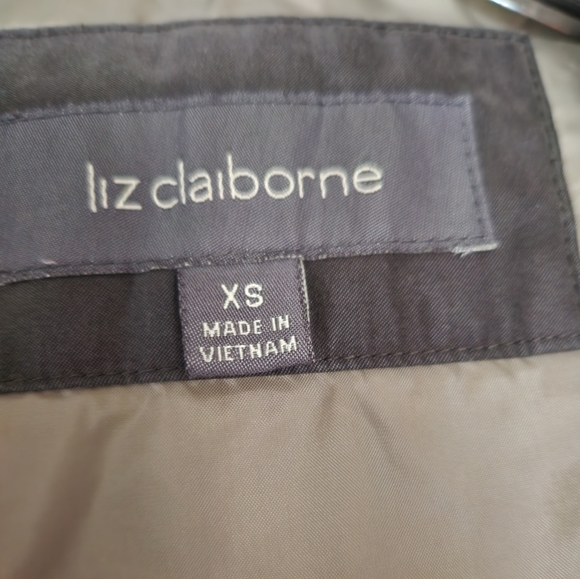 liz claiborne
XS
MADE IN
VIETNAM